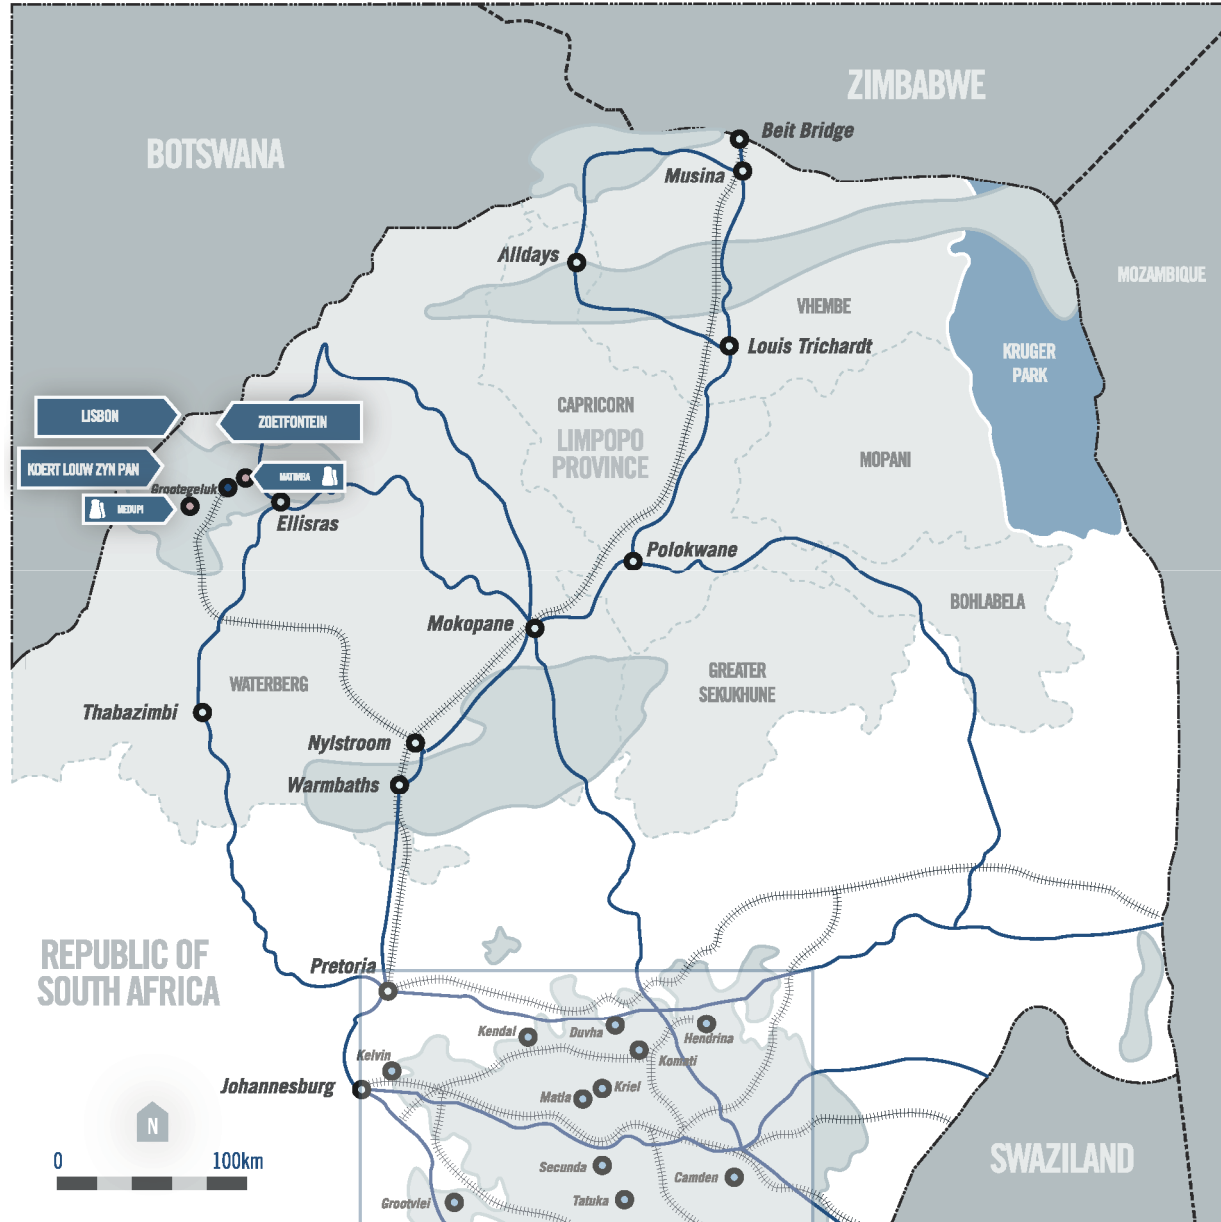 ZIMBABWE
Beit Bridge
BOTSWANA
Musina
Alldays
MOZAMBIQUE
VHEMBE
Louis Trichardt
KRUGER
PARK
LISBON
ZOETFONTEIN
CAPRICORN
LIMPOPO
PROVINCE
MOPANI
KOERT LOUW ZYN PAN
MATIMBA
Grootegeluk
MEDUPI
Ellisras
Polokwane
BOHLABELA
Mokopane
WATERBERG
GREATER
SEKUKHUNE
Thabazimbi
Nylstroom
Warmbaths
REPUBLIC OF
SOUTH AFRICA
Pretoria
Kendal
Duvha
Hendrina
Kelvin
Komati
Johannesburg
Kriel
Matla
N
0
100km
Secunda
SWAZILAND
Camden
Tatuka
Grootvlei